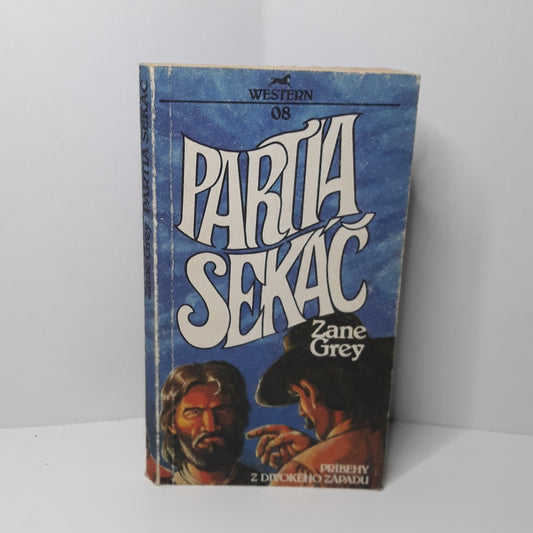 WESTERN
08
PARTIA
SEKÁČ
Zane
Grey
PRÍBEHY
Z DIVOKÉHO ZÁPADU
Zane Grey PARTIA SEKÁČ